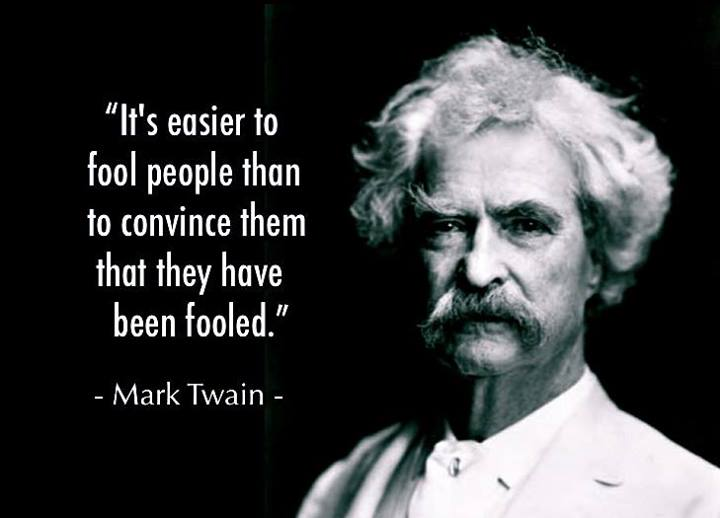 “It's easier to
fool people than
to convince them
that they have
been fooled.”
- Mark Twain -